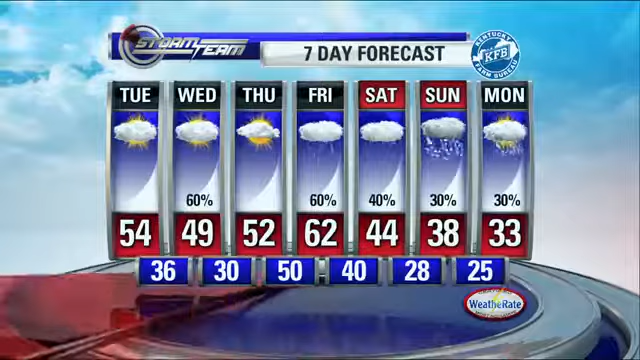 STORM TEAM
7 DAY FORECAST
KENTUCKY
KFB
FARM BUREAU
TUE WED THU FRI SAT SUN MON
60% 60% 40% 30% 30%
54 49 52 62 44 38 33
36 30 50 40 28 25
WeatheRate